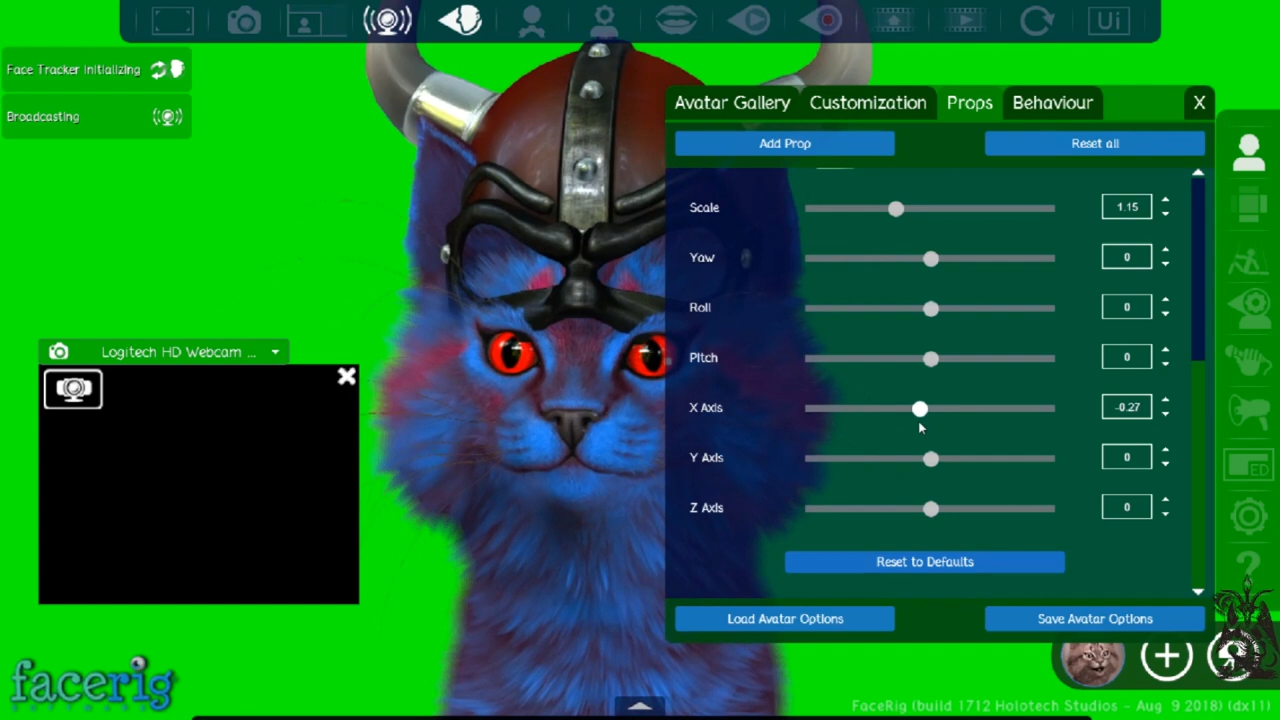 Ui
Face Tracker Initializing
Broadcasting
Avatar Gallery
Customization
Props
Behaviour
X
Add Prop
Reset all
Scale
1.15
Yaw
0
Roll
0
Pitch
0
X Axis
-0.27
Y Axis
0
Z Axis
0
Reset to Defaults
Load Avatar Options
Save Avatar Options
Logitech HD Webcam ...
ED
?
facerig
FaceRig (build 1712 Holotech Studios - Aug 9 2018) (dx11)